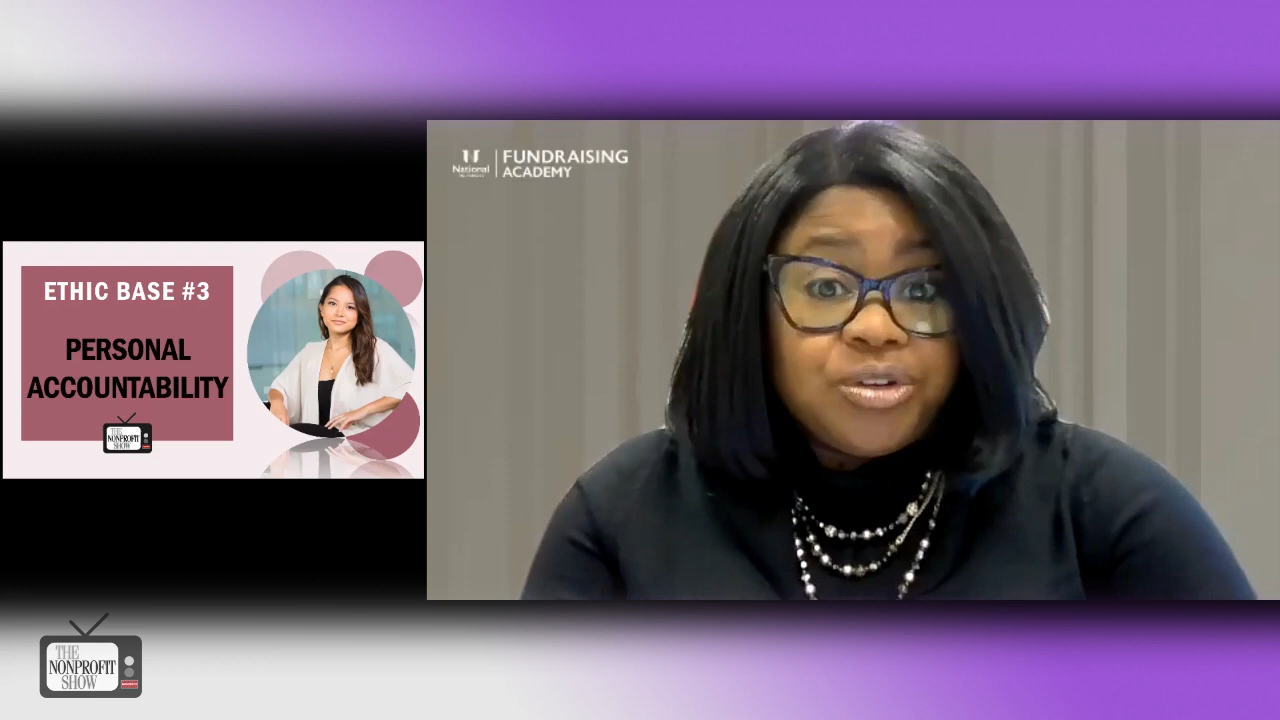 National
FUNDRAISING
ACADEMY
ETHIC BASE #3
PERSONAL
ACCOUNTABILITY
THE
NONPROFIT
SHOW
THE
NONPROFIT
SHOW